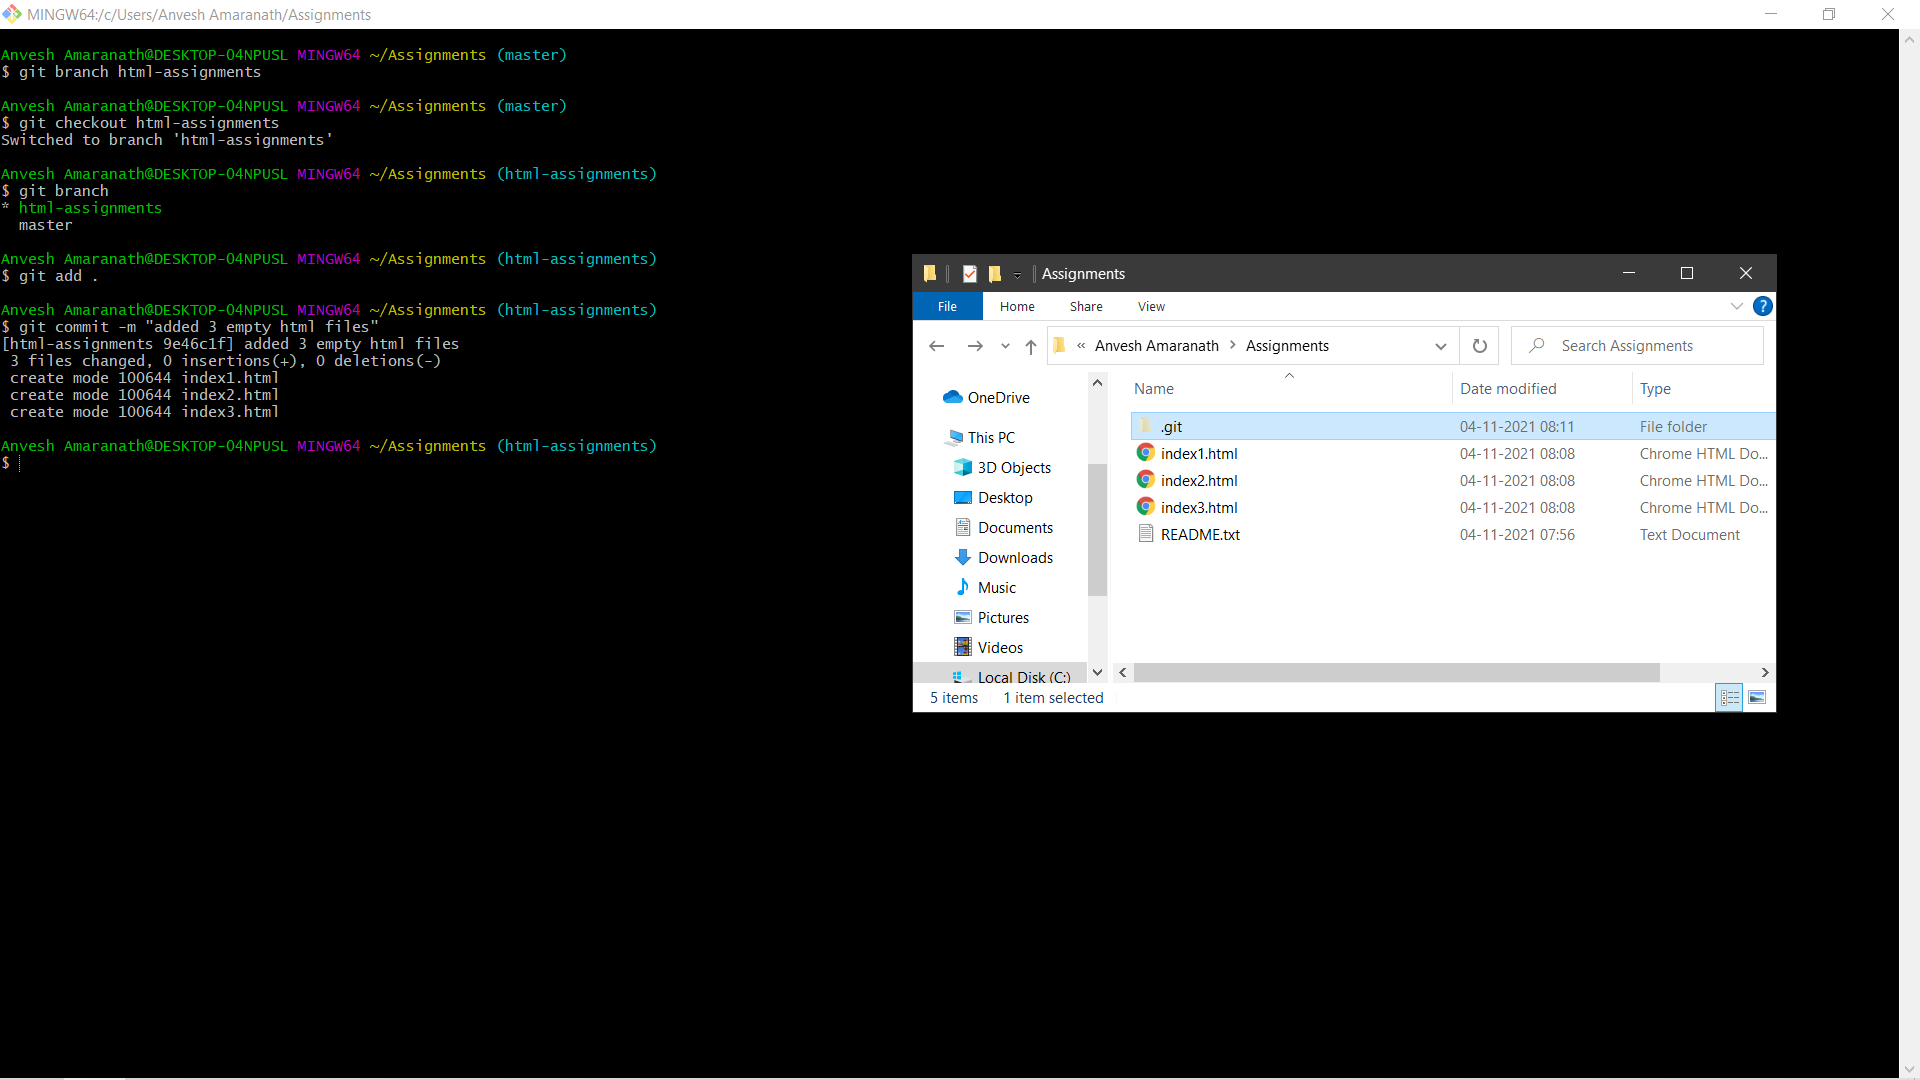 MINGW64:/c/Users/Anvesh Amaranath/Assignments
Anvesh Amaranath@DESKTOP-O4NPUSL MINGW64 ~/Assignments (master)
$ git branch html-assignments
Anvesh Amaranath@DESKTOP-O4NPUSL MINGW64 ~/Assignments (master)
$ git checkout html-assignments
Switched to branch 'html-assignments'
Anvesh Amaranath@DESKTOP-O4NPUSL MINGW64 ~/Assignments (html-assignments)
$ git branch
* html-assignments
master
Anvesh Amaranath@DESKTOP-O4NPUSL MINGW64 ~/Assignments (html-assignments)
$ git add .
Anvesh Amaranath@DESKTOP-O4NPUSL MINGW64 ~/Assignments (html-assignments)
$ git commit -m "added 3 empty html files"
[html-assignments 9e46c1f] added 3 empty html files
3 files changed, 0 insertions(+), 0 deletions(-)
create mode 100644 index1.html
create mode 100644 index2.html
create mode 100644 index3.html
Anvesh Amaranath@DESKTOP-O4NPUSL MINGW64 ~/Assignments (html-assignments)
$
Assignments
File Home Share View ?
« Anvesh Amaranath > Assignments Search Assignments
OneDrive
This PC
3D Objects
Desktop
Documents
Downloads
Music
Pictures
Videos
Local Disk (C:)
Name Date modified Type
.git 04-11-2021 08:11 File folder
index1.html 04-11-2021 08:08 Chrome HTML Do...
index2.html 04-11-2021 08:08 Chrome HTML Do...
index3.html 04-11-2021 08:08 Chrome HTML Do...
README.txt 04-11-2021 07:56 Text Document
5 items 1 item selected